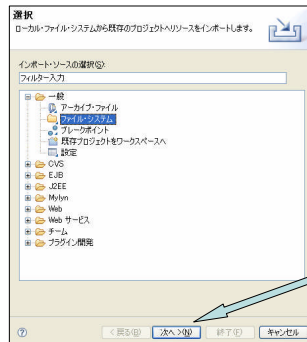 選択
ローカル・ファイル・システムから既存のプロジェクトへリソースをインポートします。
インポート・ソースの選択(S):
フィルター入力
一般
アーカイブ・ファイル
ファイル・システム
ブレークポイント
既存プロジェクトをワークスペースへ
設定
CVS
EJB
J2EE
Mylyn
Web
Web サービス
チーム
プラグイン開発
< 戻る(B)
次へ >(N)
終了(F)
キャンセル